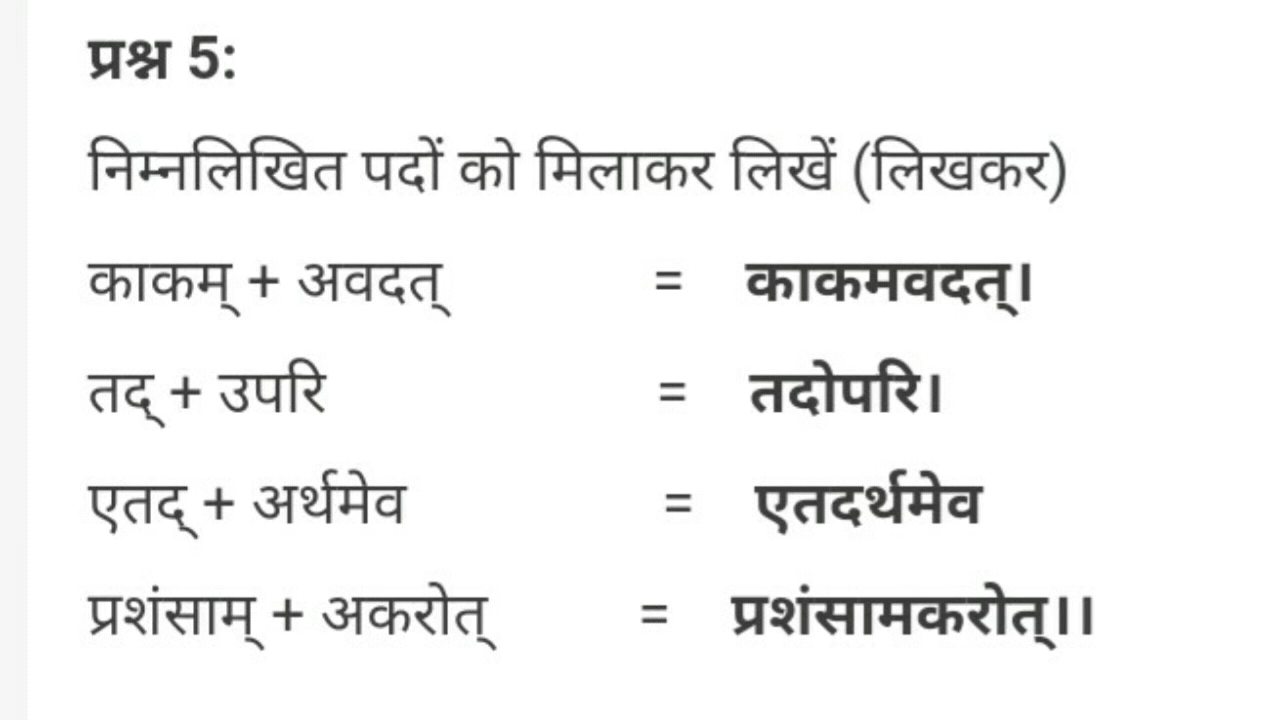 प्रश्न 5:
निम्नलिखित पदों को मिलाकर लिखें (लिखकर)
काकम् + अवदत् = काकमवदत्।
तद् + उपरि = तदोपरि।
एतद् + अर्थमेव = एतदर्थमेव
प्रशंसाम् + अकरोत् = प्रशंसामकरोत्।।